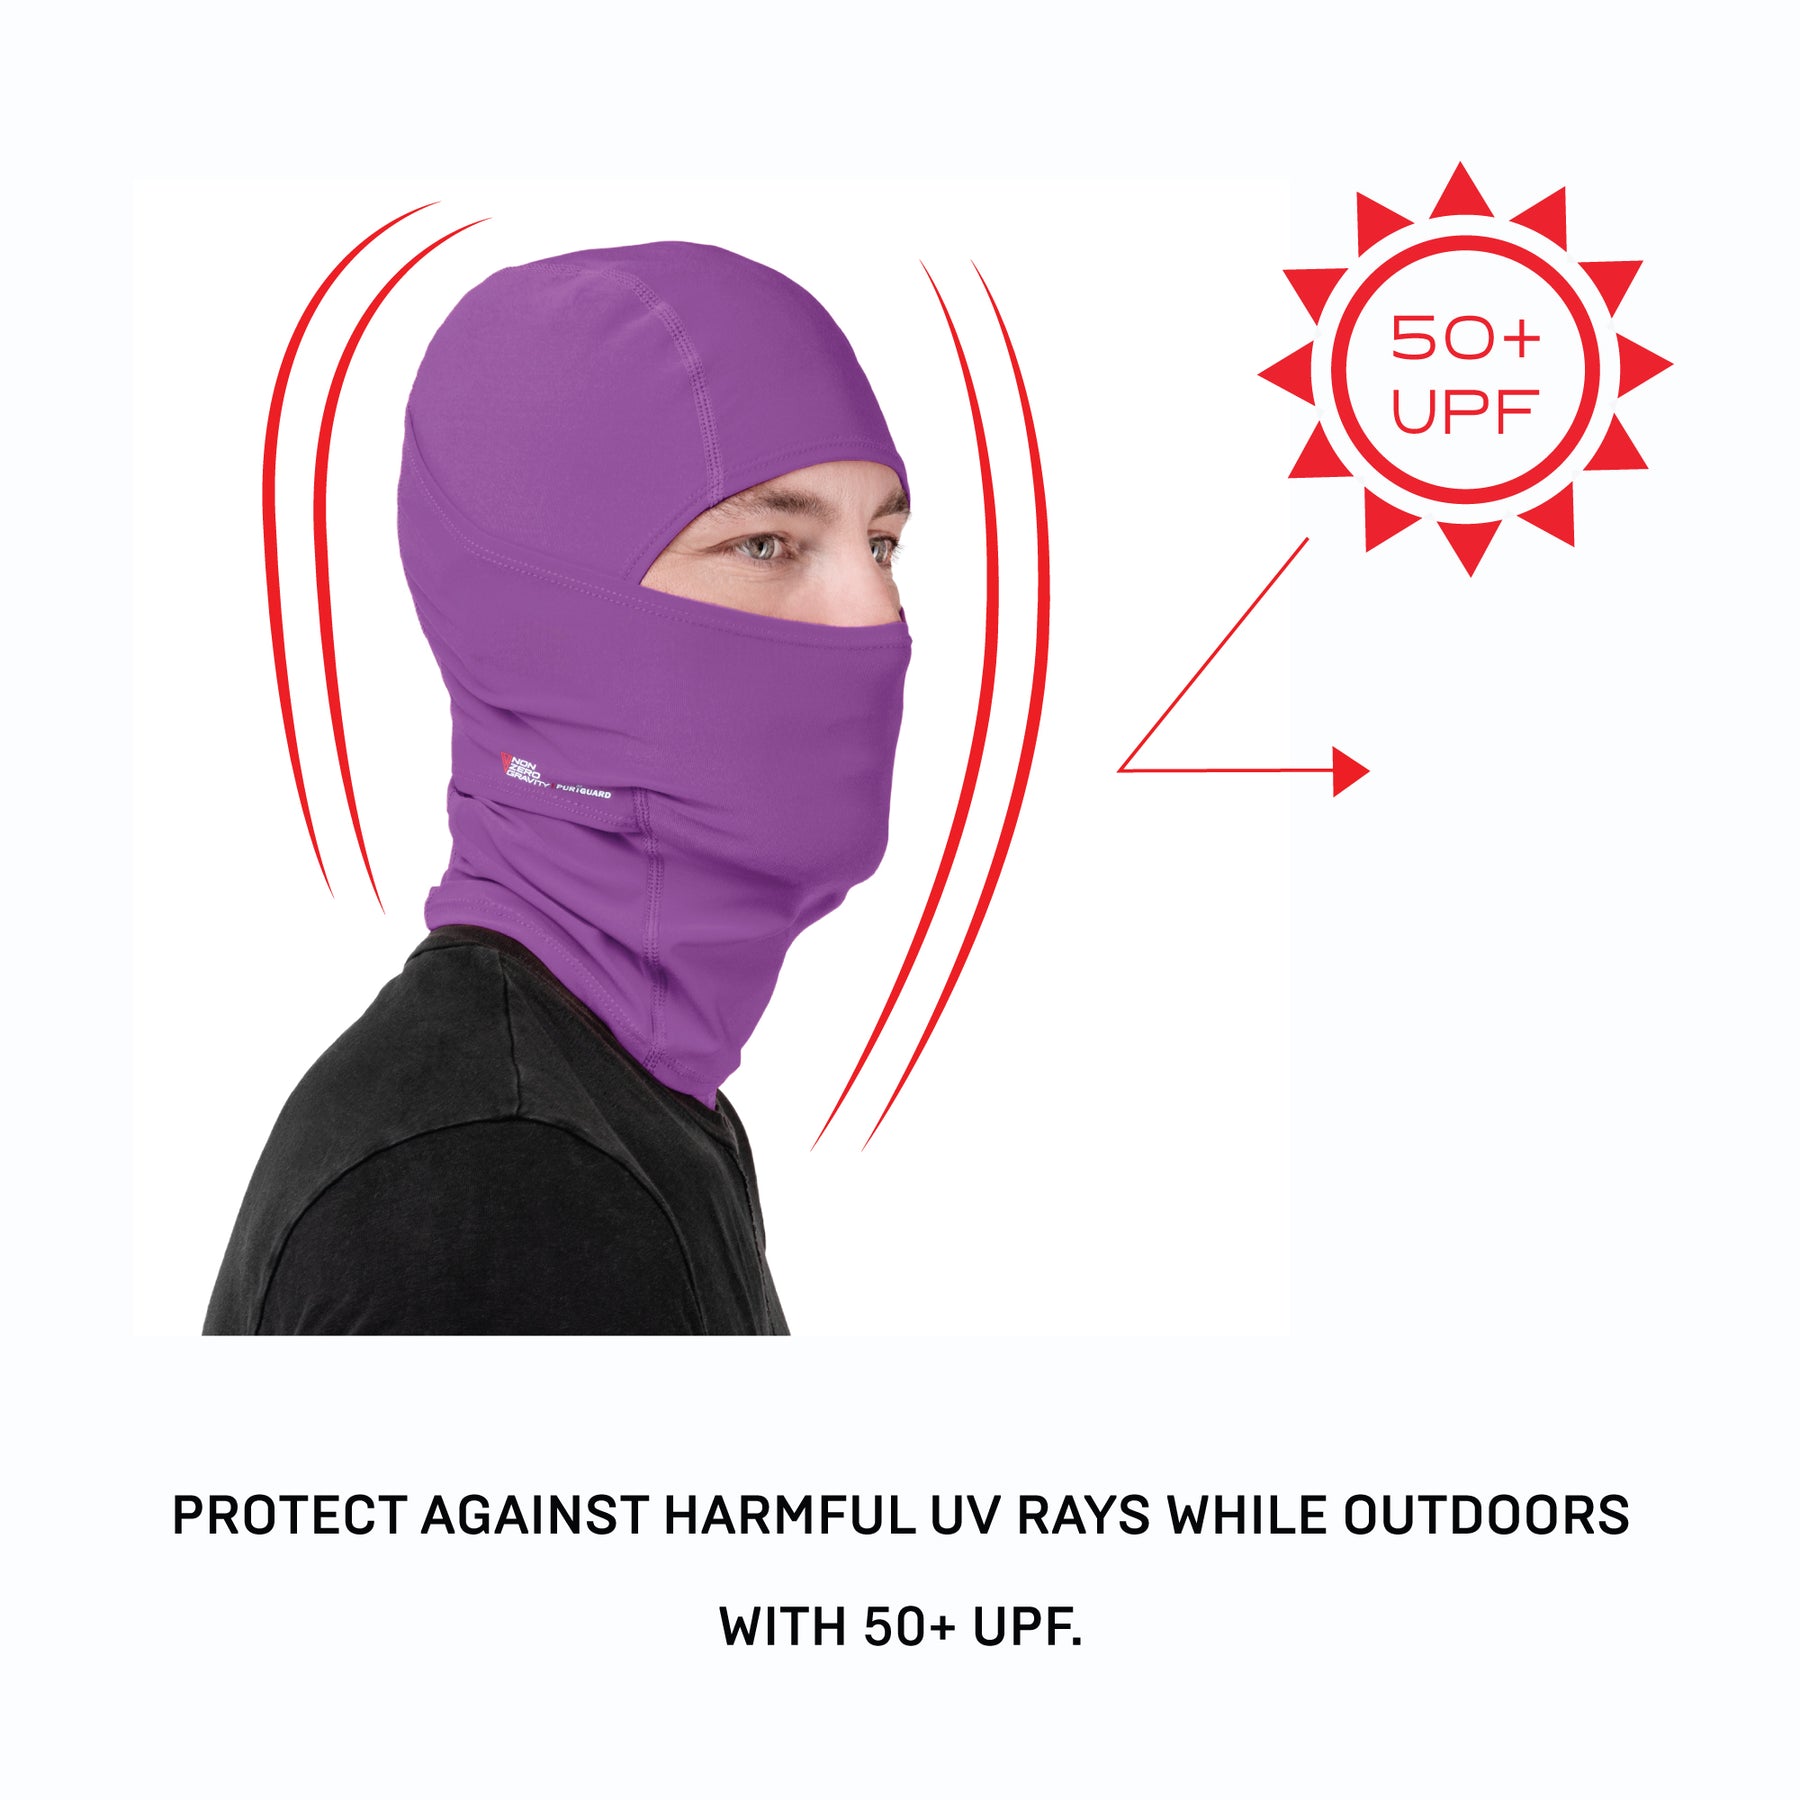 50+
UPF
NON
ZERO
GRAVITY PURIGUARD
PROTECT AGAINST HARMFUL UV RAYS WHILE OUTDOORS
WITH 50+ UPF.